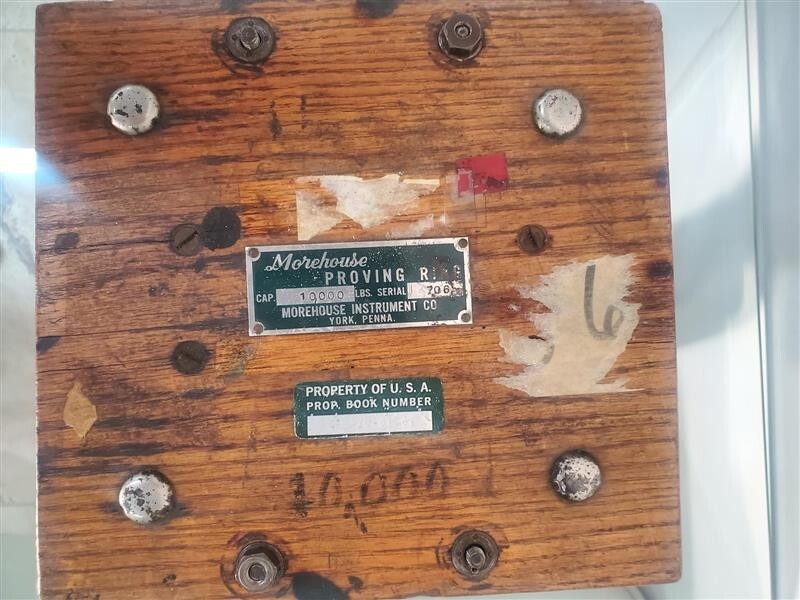 Morehouse
PROVING
CAP. 10000 LBS. SERIAL 706
MOREHOUSE INSTRUMENT CO
YORK, PENNA.
6
PROPERTY OF U. S. A.
PROP. BOOK NUMBER
10,000